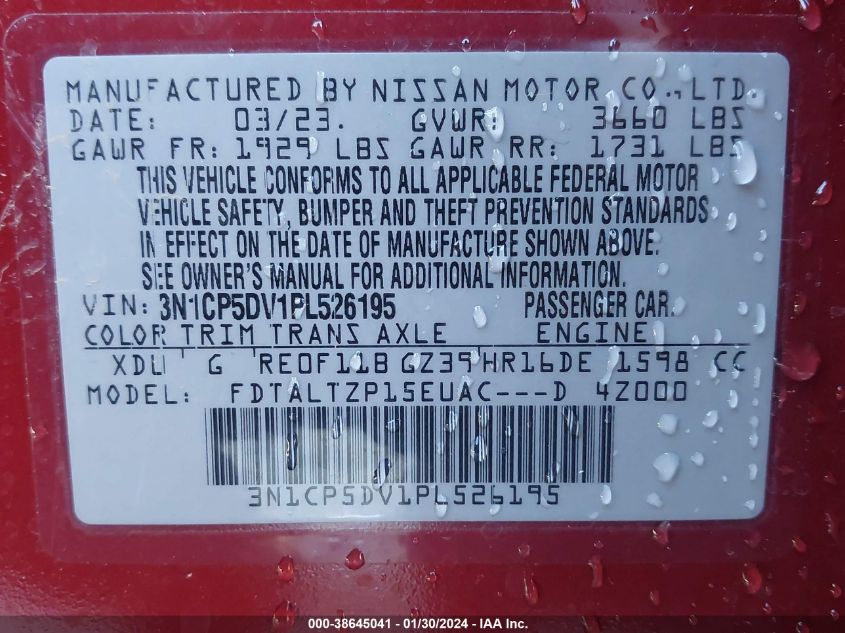 MANUFACTURED BY NISSAN MOTOR CO., LTD.
DATE: 03/23. GVWR: 3660 LBS
GAWR FR: 1929 LBS GAWR RR: 1731 LBS
THIS VEHICLE CONFORMS TO ALL APPLICABLE FEDERAL MOTOR
VEHICLE SAFETY, BUMPER AND THEFT PREVENTION STANDARDS
IN EFFECT ON THE DATE OF MANUFACTURE SHOWN ABOVE.
SEE OWNER'S MANUAL FOR ADDITIONAL INFORMATION.
VIN: 3N1CP5DV1PL526195 PASSENGER CAR.
COLOR TRIM TRANS AXLE ENGINE
XDU G RE0F11B GZ39 HR16DE 1598 CC
MODEL: FDTALTZP15EUAC---D 4Z000
3N1CP5DV1PL526195
000-38645041 - 01/30/2024 - IAA Inc.